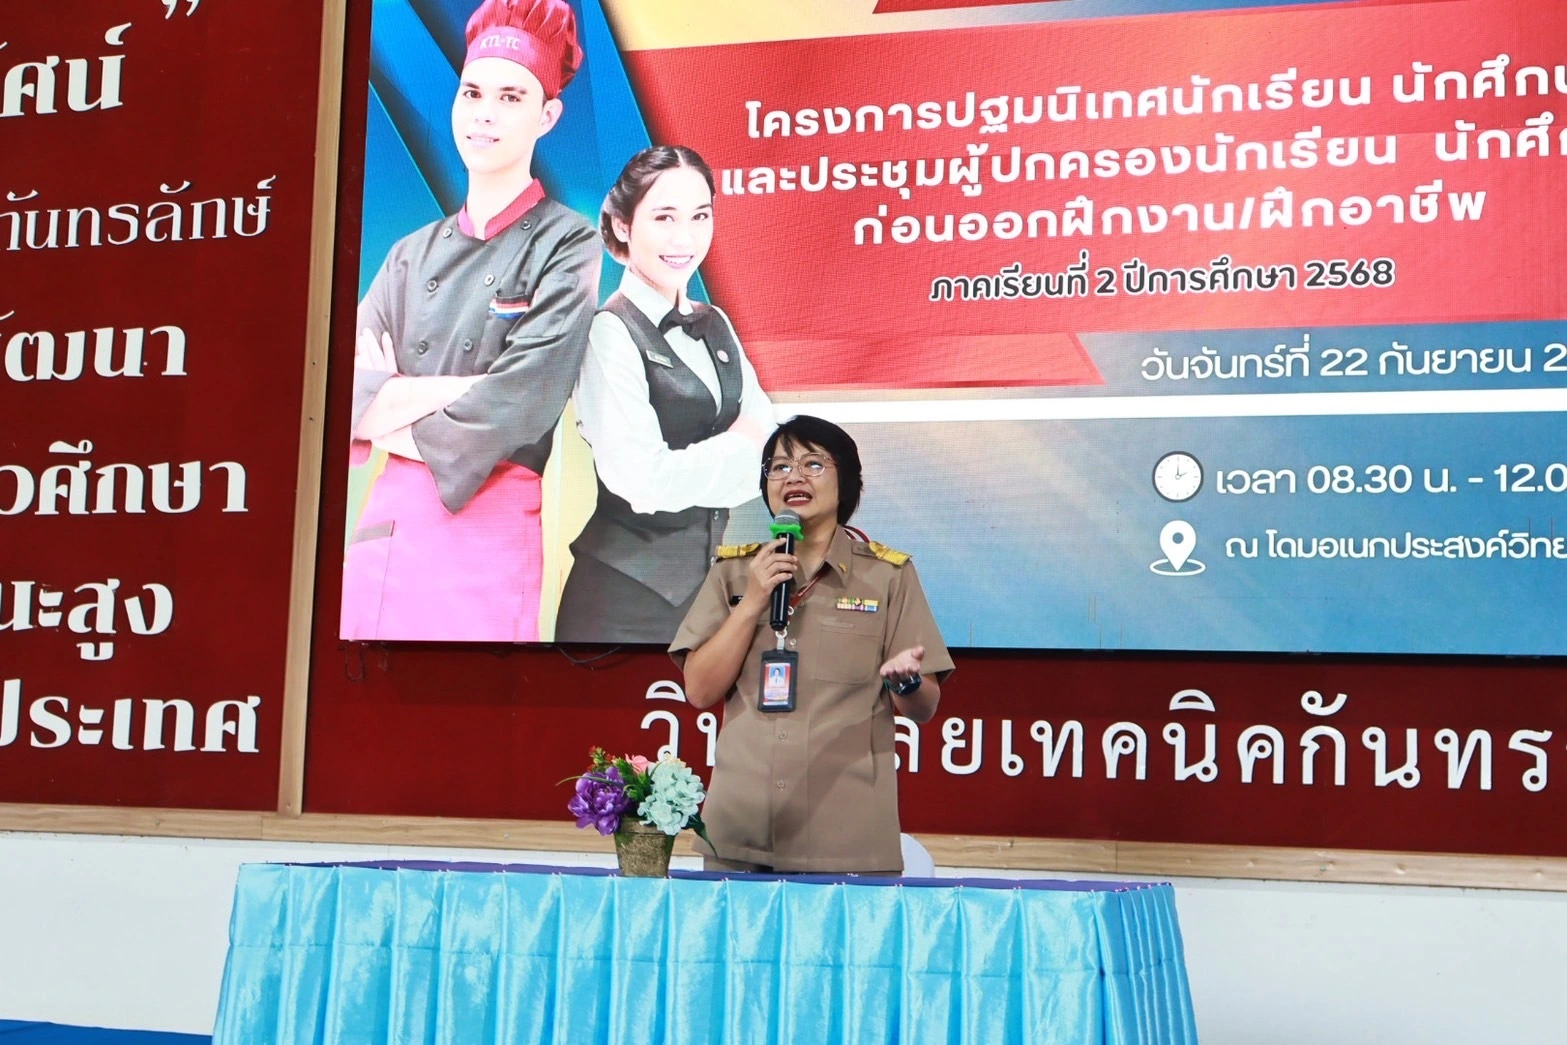 ”
ศน์
กันทรลักษ์
ัฒนา
วศึกษา
นะสูง
ประเทศ
KTL-TC
โครงการปฐมนิเทศนักเรียน นักศึกษ
และประชุมผู้ปกครองนักเรียน นักศึก
ก่อนออกฝึกงาน/ฝึกอาชีพ
ภาคเรียนที่ 2 ปีการศึกษา 2568
วันจันทร์ที่ 22 กันยายน 2
เวลา 08.30 น. - 12.0
ณ โดมอเนกประสงค์วิทย
วิท ลัยเทคนิคกันทร